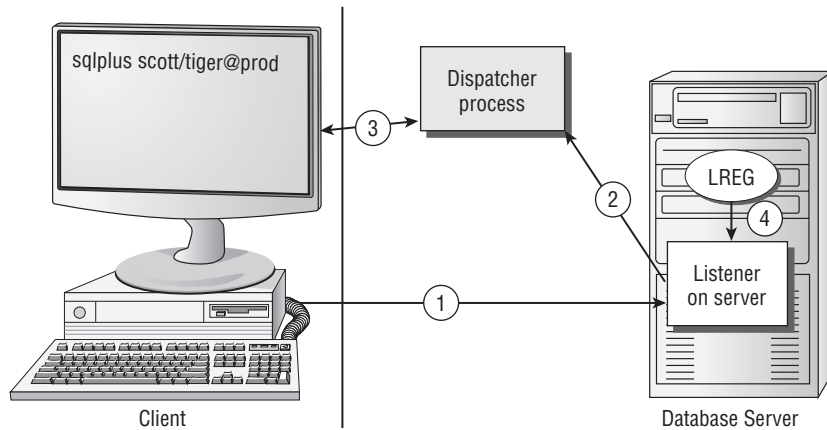 sqlplus scott/tiger@prod
Dispatcher
process
3
LREG
2
4
Listener
on server
1
Client
Database Server